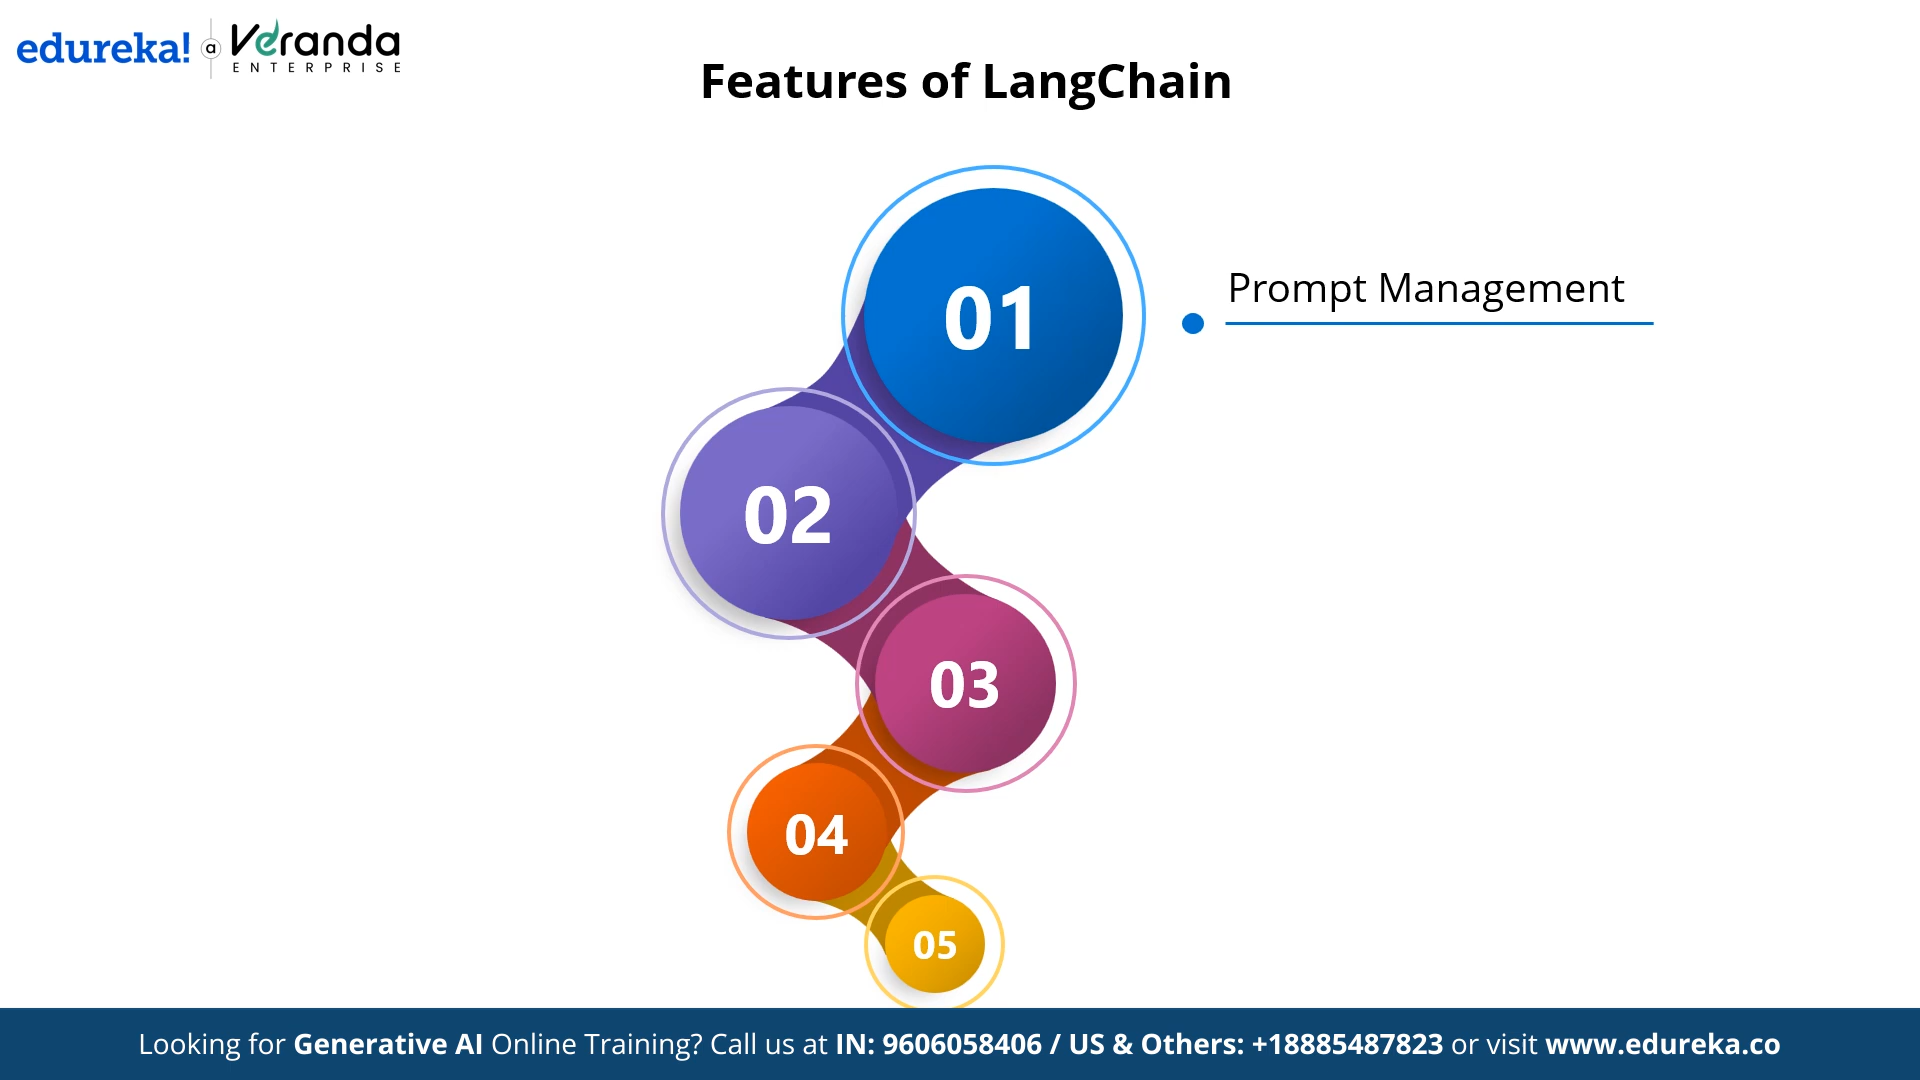 edureka! a Veranda
ENTERPRISE
Features of LangChain
01
Prompt Management
02
03
04
05
Looking for Generative AI Online Training? Call us at IN: 9606058406 / US & Others: +18885487823 or visit www.edureka.co